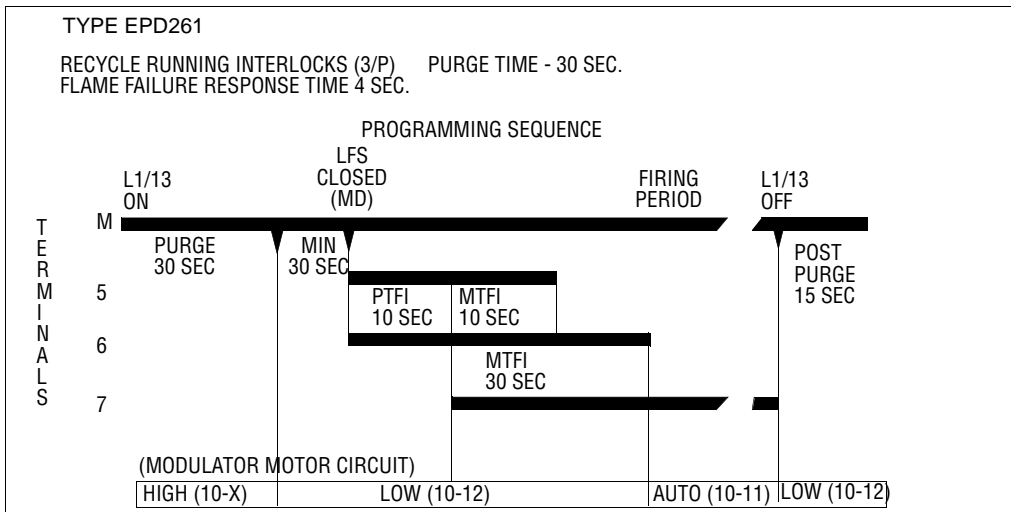 TYPE EPD261
RECYCLE RUNNING INTERLOCKS (3/P) PURGE TIME - 30 SEC.
FLAME FAILURE RESPONSE TIME 4 SEC.
PROGRAMMING SEQUENCE
L1/13
ON
LFS
CLOSED
(MD)
FIRING
PERIOD
L1/13
OFF
TERMINALS
M
PURGE
30 SEC
MIN
30 SEC
POST
PURGE
15 SEC
5
PTFI
10 SEC
MTFI
10 SEC
6
MTFI
30 SEC
7
(MODULATOR MOTOR CIRCUIT)
HIGH (10-X) LOW (10-12) AUTO (10-11) LOW (10-12)